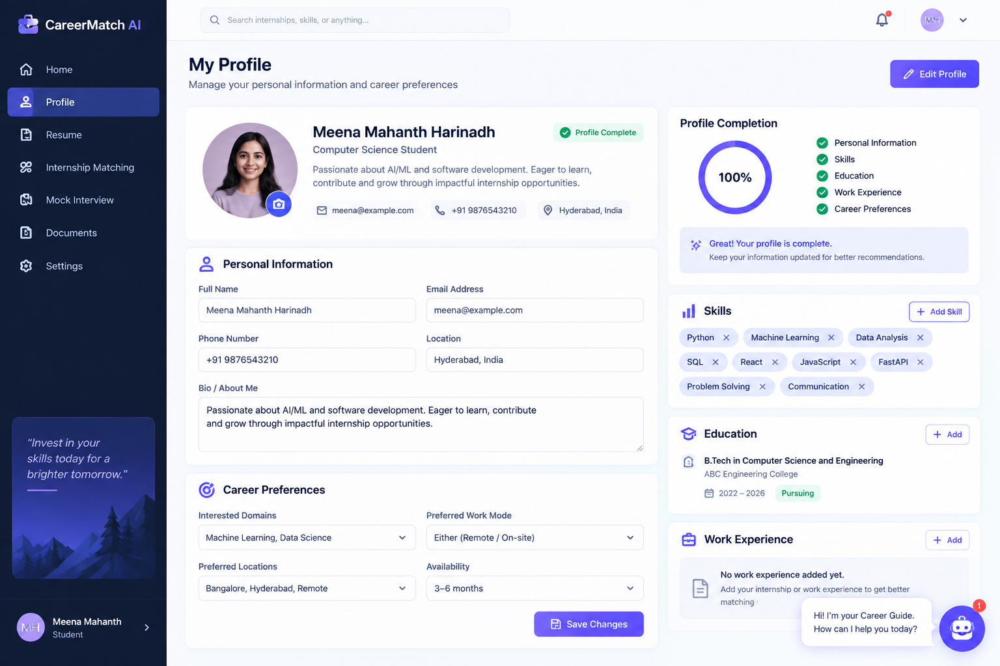 CareerMatch AI
Search internships, skills, or anything...
MH
Home
Profile
Resume
Internship Matching
Mock Interview
Documents
Settings
“Invest in your
skills today for a
brighter tomorrow.”
MH
Meena Mahanth
Student
My Profile
Manage your personal information and career preferences
Edit Profile
Meena Mahanth Harinadh
Profile Complete
Computer Science Student
Passionate about AI/ML and software development. Eager to learn,
contribute and grow through impactful internship opportunities.
meena@example.com
+91 9876543210
Hyderabad, India
Personal Information
Full Name
Meena Mahanth Harinadh
Email Address
meena@example.com
Phone Number
+91 9876543210
Location
Hyderabad, India
Bio / About Me
Passionate about AI/ML and software development. Eager to learn, contribute
and grow through impactful internship opportunities.
Career Preferences
Interested Domains
Machine Learning, Data Science
Preferred Work Mode
Either (Remote / On-site)
Preferred Locations
Bangalore, Hyderabad, Remote
Availability
3–6 months
Save Changes
Profile Completion
100%
Personal Information
Skills
Education
Work Experience
Career Preferences
Great! Your profile is complete.
Keep your information updated for better recommendations.
Skills
+ Add Skill
Python ×
Machine Learning ×
Data Analysis ×
SQL ×
React ×
JavaScript ×
FastAPI ×
Problem Solving ×
Communication ×
Education
+ Add
B.Tech in Computer Science and Engineering
ABC Engineering College
2022 – 2026
Pursuing
Work Experience
+ Add
No work experience added yet.
Add your internship or work experience to get better
matching
Hi! I'm your Career Guide.
How can I help you today?
1